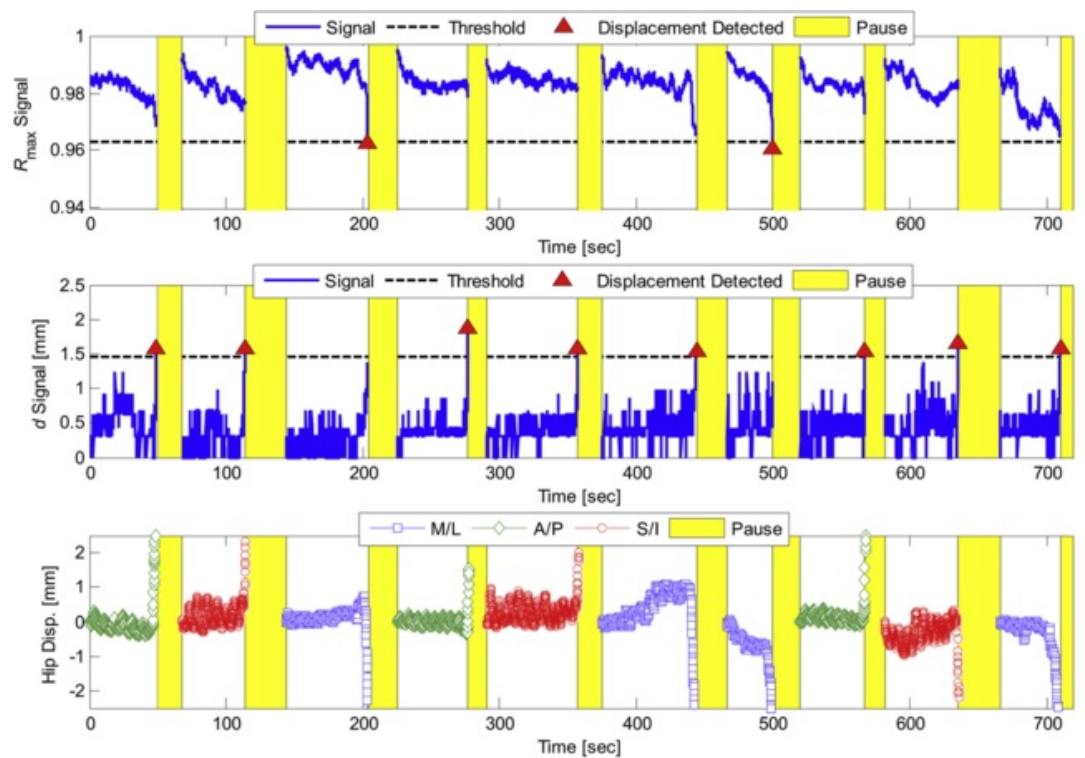 Signal Threshold Displacement Detected Pause
1
0.98
0.96
0.94
R_max Signal
0 100 200 300 400 500 600 700
Time [sec]
Signal Threshold Displacement Detected Pause
2.5
2
1.5
1
0.5
0
d Signal [mm]
0 100 200 300 400 500 600 700
Time [sec]
M/L A/P S/I Pause
2
1
0
-1
-2
Hip Disp. [mm]
0 100 200 300 400 500 600 700
Time [sec]